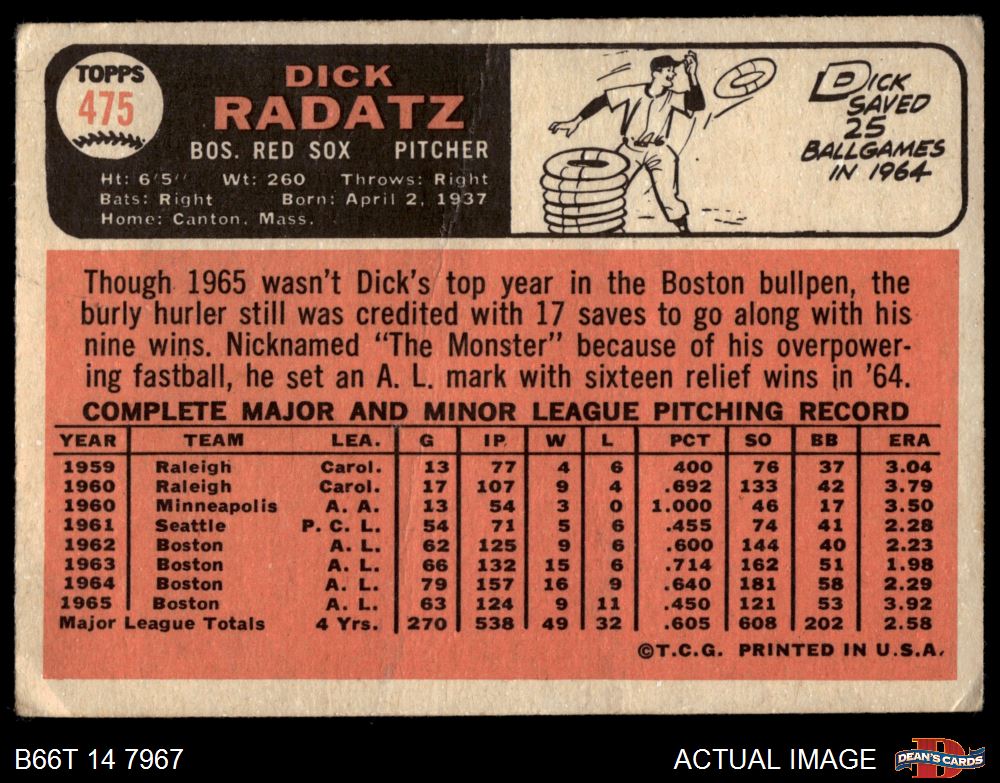 TOPPS
475
DICK
RADATZ
BOS. RED SOX PITCHER
Ht: 6'5" Wt: 260 Throws: Right
Bats: Right Born: April 2, 1937
Home: Canton, Mass.
DICK
SAVED
25
BALLGAMES
IN 1964
Though 1965 wasn't Dick's top year in the Boston bullpen, the
burly hurler still was credited with 17 saves to go along with his
nine wins. Nicknamed "The Monster" because of his overpower-
ing fastball, he set an A. L. mark with sixteen relief wins in '64.
COMPLETE MAJOR AND MINOR LEAGUE PITCHING RECORD
YEAR TEAM LEA. G IP W L PCT SO BB ERA
1959 Raleigh Carol. 13 77 4 6 400 76 37 3.04
1960 Raleigh Carol. 17 107 9 4 .692 133 42 3.79
1960 Minneapolis A. A. 13 54 3 0 1.000 46 17 3.50
1961 Seattle P. C. L. 54 71 5 6 .455 74 41 2.28
1962 Boston A. L. 62 125 9 6 .600 144 40 2.23
1963 Boston A. L. 66 132 15 6 .714 162 51 1.98
1964 Boston A. L. 79 157 16 9 .640 181 58 2.29
1965 Boston A. L. 63 124 9 11 .450 121 53 3.92
Major League Totals 4 Yrs. 270 538 49 32 .605 608 202 2.58
©T.C.G. PRINTED IN U.S.A.
B66T 14 7967 ACTUAL IMAGE
DEAN'S CARDS